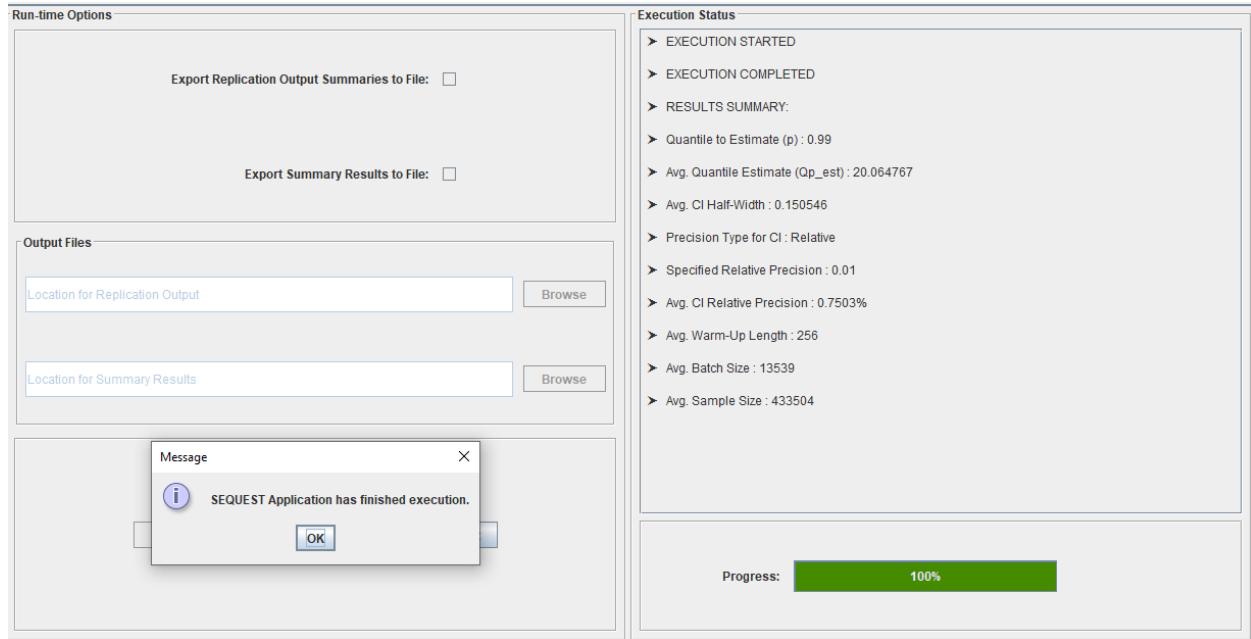 Run-time Options
Export Replication Output Summaries to File:
Export Summary Results to File:
Output Files
Location for Replication Output
Browse
Location for Summary Results
Browse
Message
SEQUEST Application has finished execution.
OK
Execution Status
➤ EXECUTION STARTED
➤ EXECUTION COMPLETED
➤ RESULTS SUMMARY:
➤ Quantile to Estimate (p) : 0.99
➤ Avg. Quantile Estimate (Qp_est) : 20.064767
➤ Avg. CI Half-Width : 0.150546
➤ Precision Type for CI : Relative
➤ Specified Relative Precision : 0.01
➤ Avg. CI Relative Precision : 0.7503%
➤ Avg. Warm-Up Length : 256
➤ Avg. Batch Size : 13539
➤ Avg. Sample Size : 433504
Progress:
100%